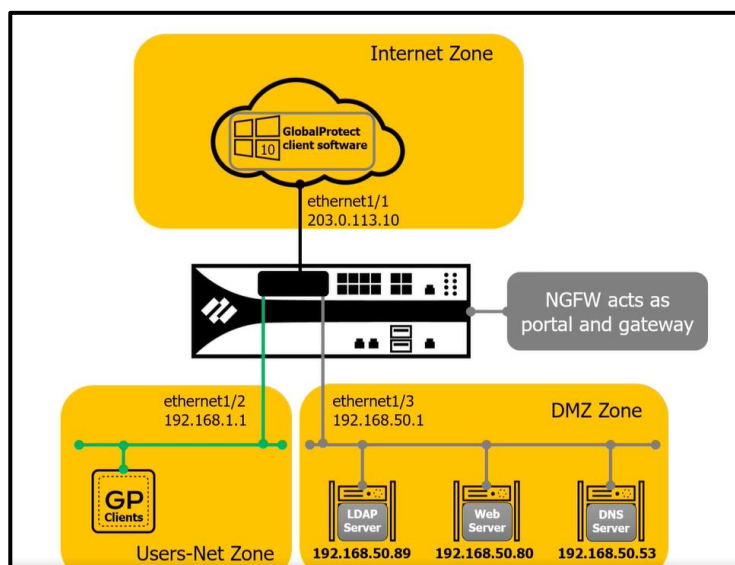 Internet Zone
GlobalProtect
client software
10
ethernet1/1
203.0.113.10
NGFW acts as
portal and gateway
ethernet1/2
192.168.1.1
ethernet1/3
192.168.50.1
DMZ Zone
GP
Clients
Users-Net Zone
LDAP
Server
192.168.50.89
Web
Server
192.168.50.80
DNS
Server
192.168.50.53